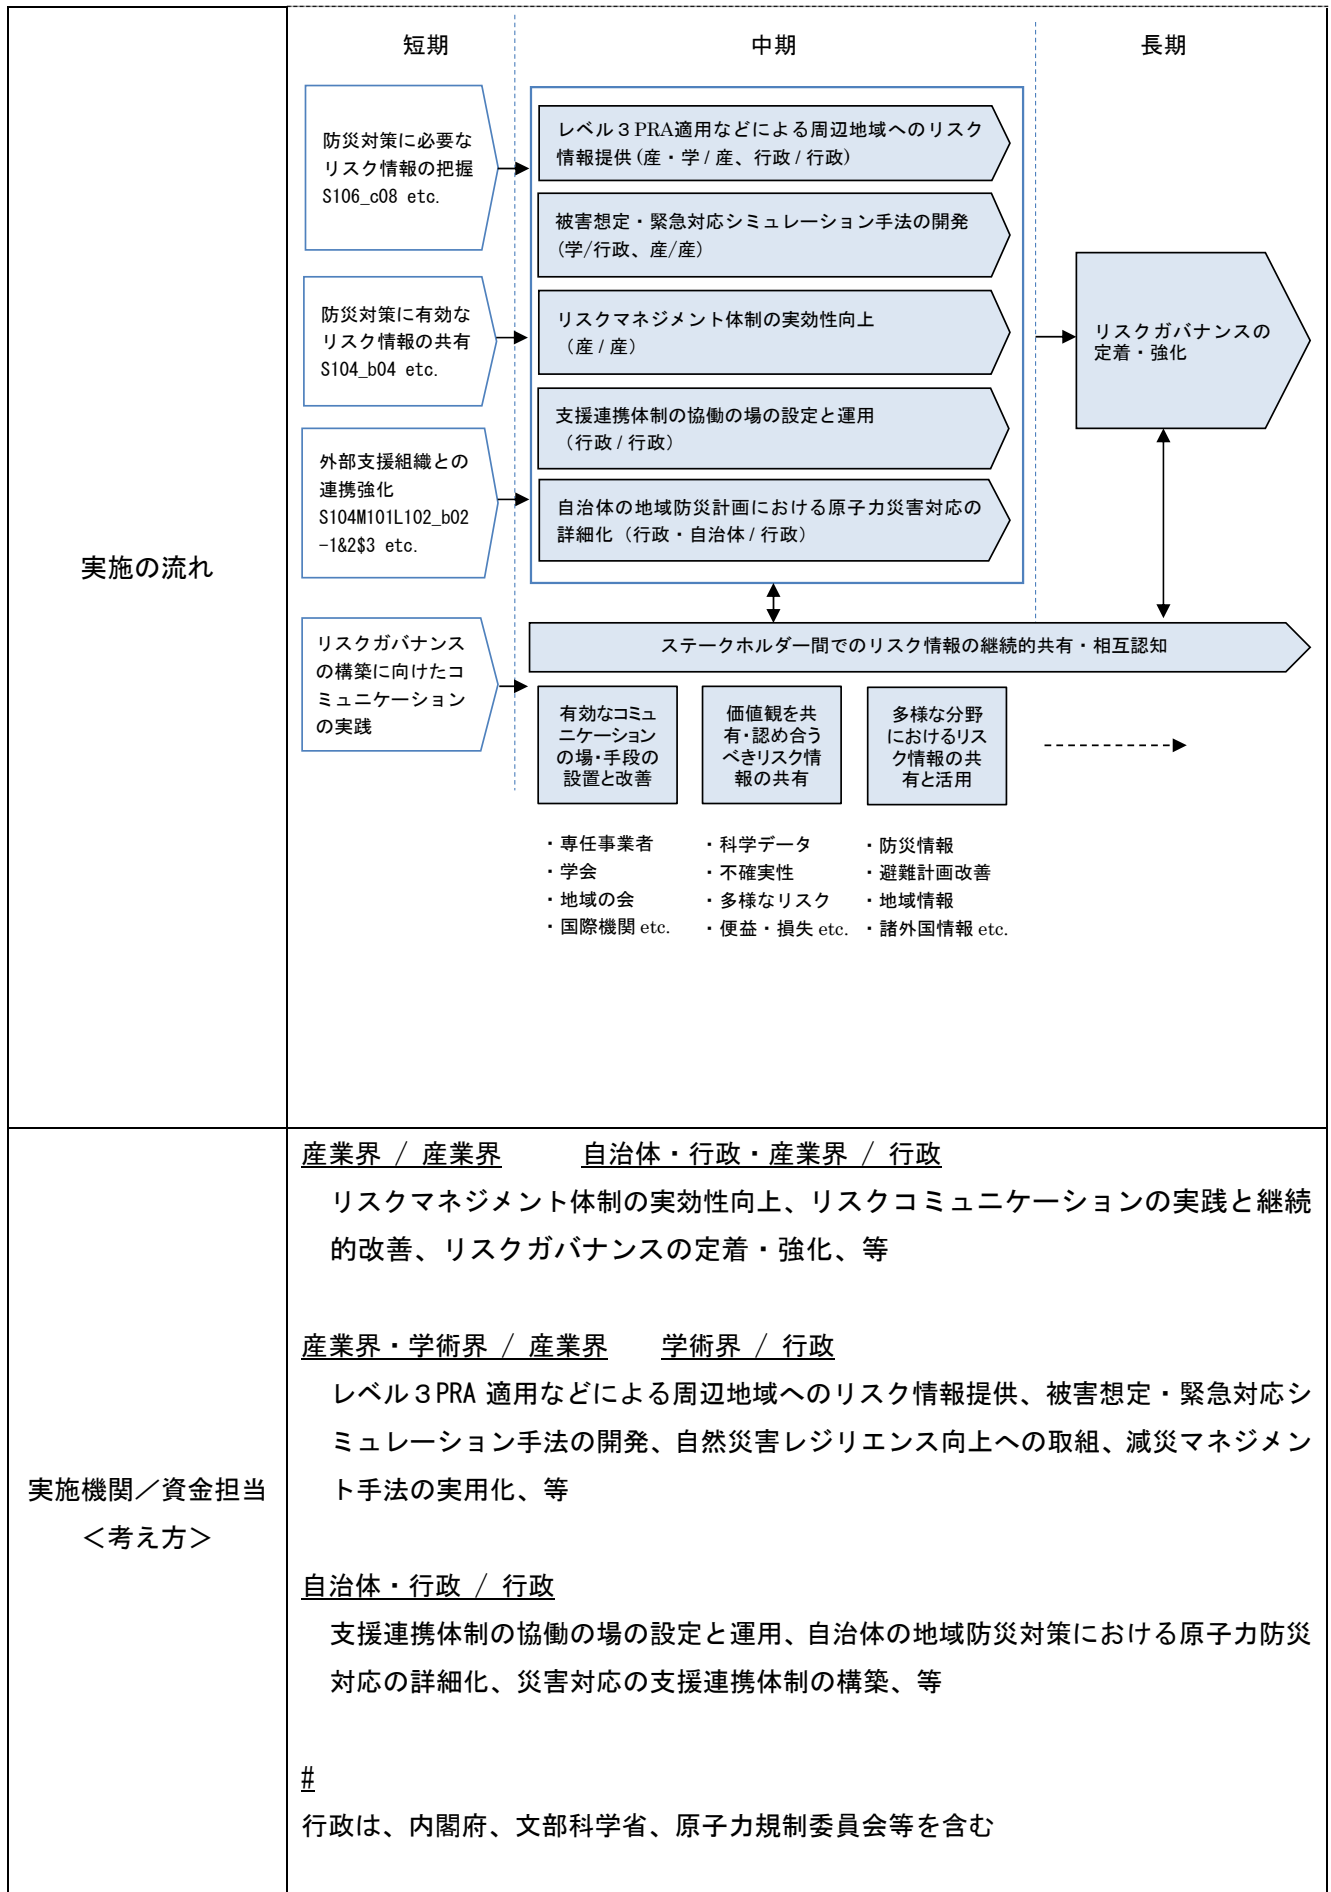 実施の流れ
短期
中期
長期
防災対策に必要な
リスク情報の把握
S106_c08 etc.
防災対策に有効な
リスク情報の共有
S104_b04 etc.
外部支援組織との
連携強化
S104M101L102_b02
-1&2$3 etc.
リスクガバナンス
の構築に向けたコ
ミュニケーション
の実践
レベル３PRA適用などによる周辺地域へのリスク
情報提供(産・学 / 産、行政 / 行政)
被害想定・緊急対応シミュレーション手法の開発
(学/行政、産/産)
リスクマネジメント体制の実効性向上
（産 / 産）
支援連携体制の協働の場の設定と運用
（行政 / 行政）
自治体の地域防災計画における原子力災害対応の
詳細化（行政・自治体 / 行政）
リスクガバナンスの
定着・強化
ステークホルダー間でのリスク情報の継続的共有・相互認知
有効なコミュ
ニケーション
の場・手段の
設置と改善
価値観を共
有・認め合う
べきリスク情
報の共有
多様な分野
におけるリス
ク情報の共
有と活用
・専任事業者
・学会
・地域の会
・国際機関 etc.
・科学データ
・不確実性
・多様なリスク
・便益・損失 etc.
・防災情報
・避難計画改善
・地域情報
・諸外国情報 etc.
実施機関／資金担当
＜考え方＞
産業界 / 産業界　　自治体・行政・産業界 / 行政
リスクマネジメント体制の実効性向上、リスクコミュニケーションの実践と継続
的改善、リスクガバナンスの定着・強化、等
産業界・学術界 / 産業界　　学術界 / 行政
レベル３PRA 適用などによる周辺地域へのリスク情報提供、被害想定・緊急対応シ
ミュレーション手法の開発、自然災害レジリエンス向上への取組、減災マネジメン
ト手法の実用化、等
自治体・行政 / 行政
支援連携体制の協働の場の設定と運用、自治体の地域防災対策における原子力防災
対応の詳細化、災害対応の支援連携体制の構築、等
#
行政は、内閣府、文部科学省、原子力規制委員会等を含む